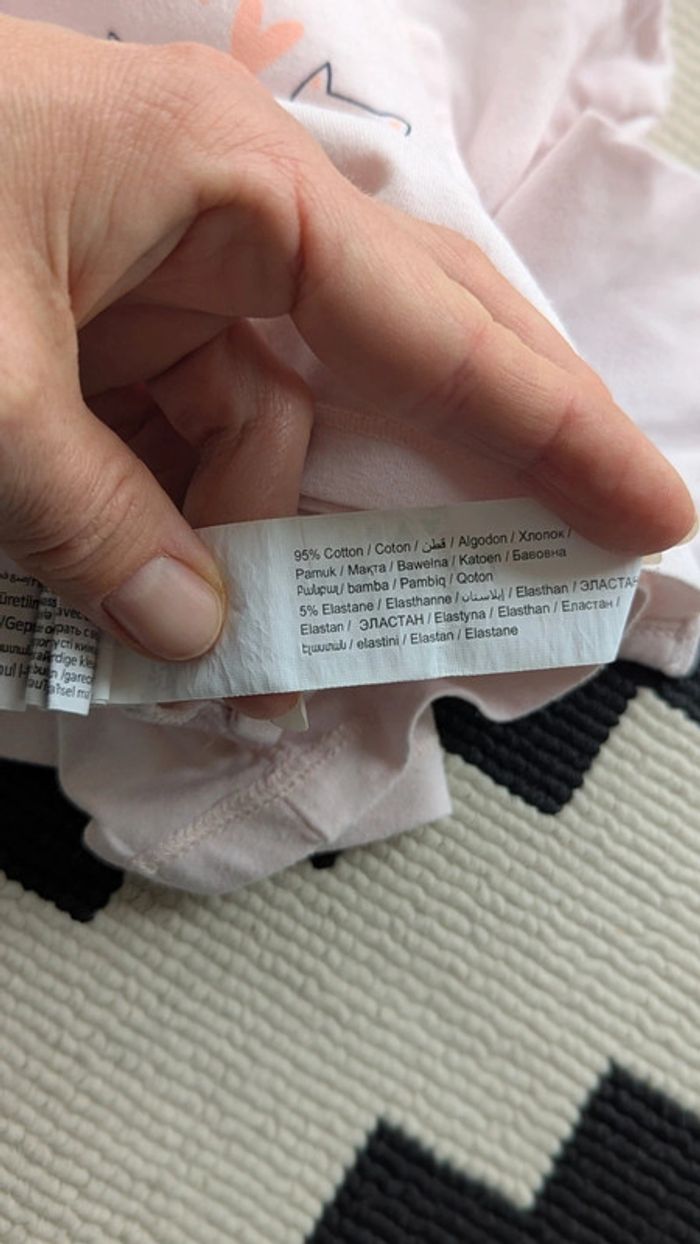 95% Cotton / Coton / قطن / Algodon / Хлопок /
Pamuk / Мақта / Bawełna / Katoen / Бавовна
Բամբակ / bamba / Pambiq / Qoton
5% Elastane / Elasthanne / إيلاستان / Elasthan / ЭЛАСТАН
Elastan / ЭЛАСТАН / Elastyna / Elasthan / Еластан /
Էլաստան / elastini / Elastan / Elastane
avec